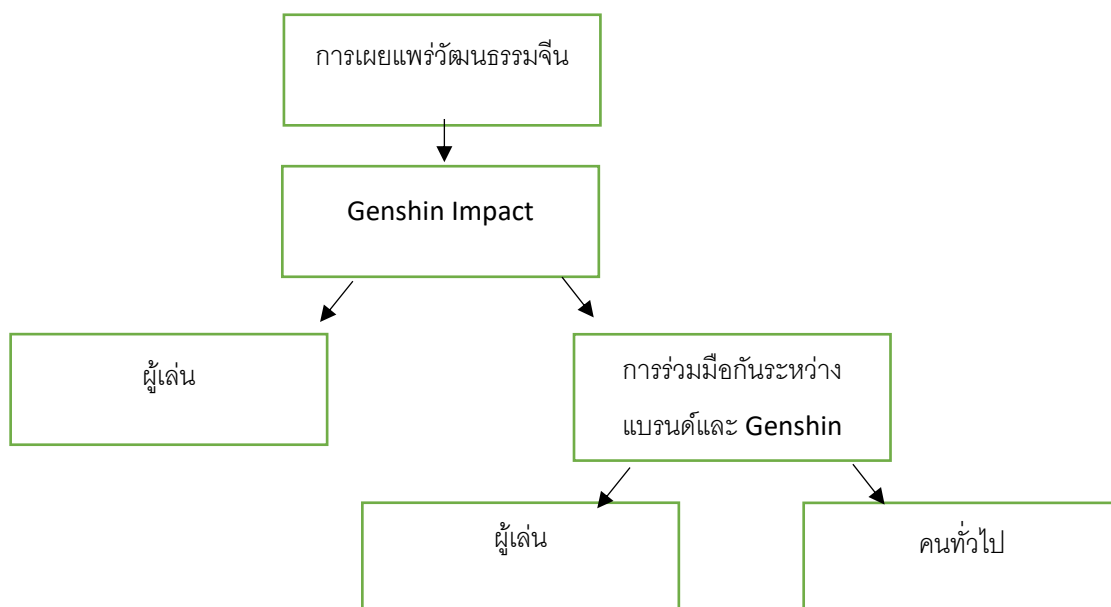 การเผยแพร่วัฒนธรรมจีน
Genshin Impact
ผู้เล่น
การร่วมมือกันระหว่าง
แบรนด์และ Genshin
ผู้เล่น
คนทั่วไป